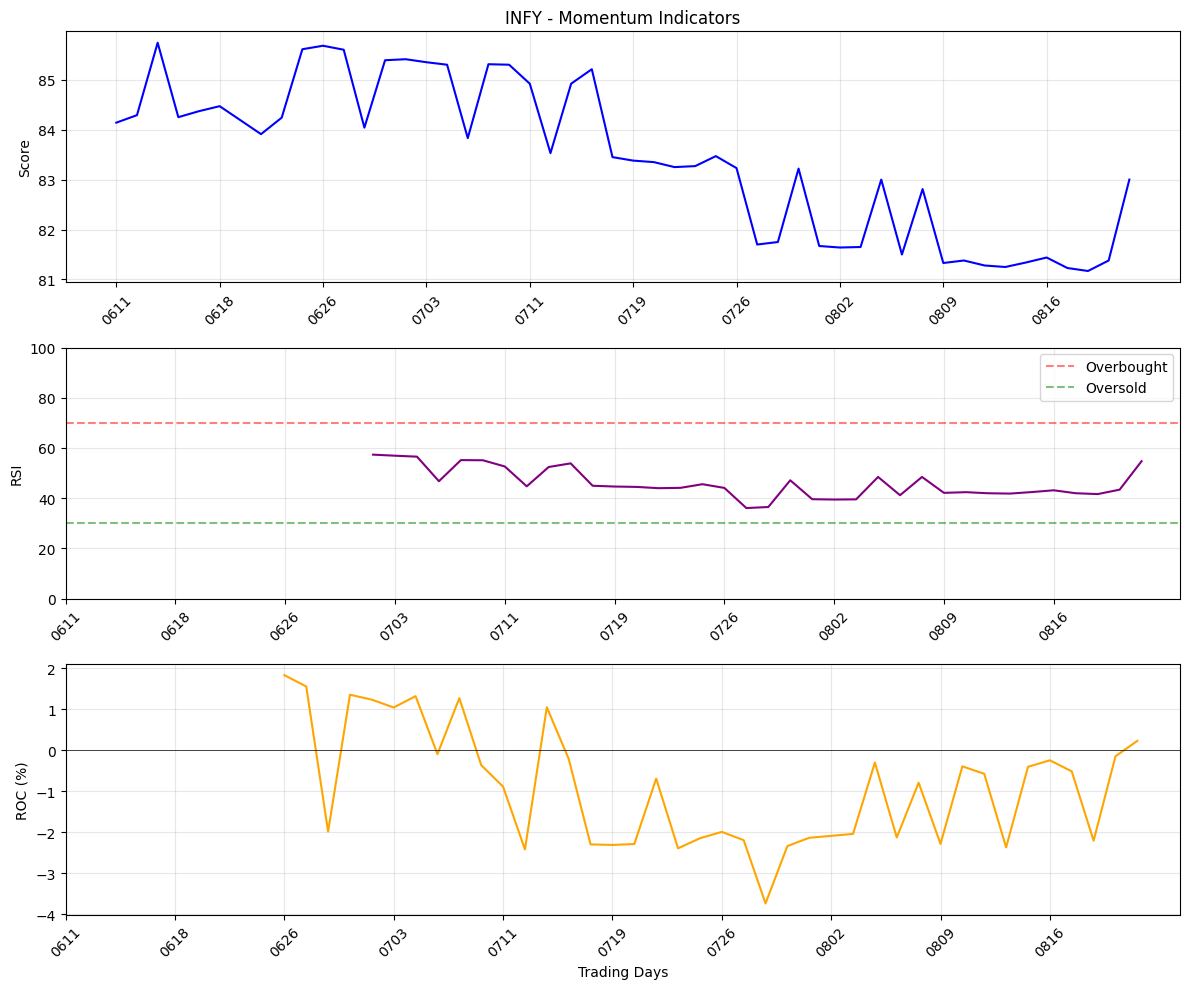 INFY - Momentum Indicators
Score
85
84
83
82
81
0611 0618 0626 0703 0711 0719 0726 0802 0809 0816
RSI
100
80
60
40
20
0
Overbought
Oversold
0611 0618 0626 0703 0711 0719 0726 0802 0809 0816
ROC (%)
2
1
0
−1
−2
−3
−4
0611 0618 0626 0703 0711 0719 0726 0802 0809 0816
Trading Days